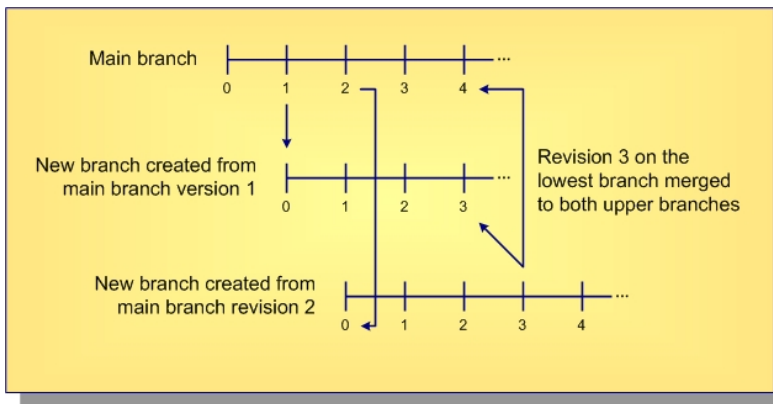 Main branch
...
0 1 2 3 4
New branch created from
main branch version 1
...
0 1 2 3
Revision 3 on the
lowest branch merged
to both upper branches
New branch created from
main branch revision 2
...
0 1 2 3 4